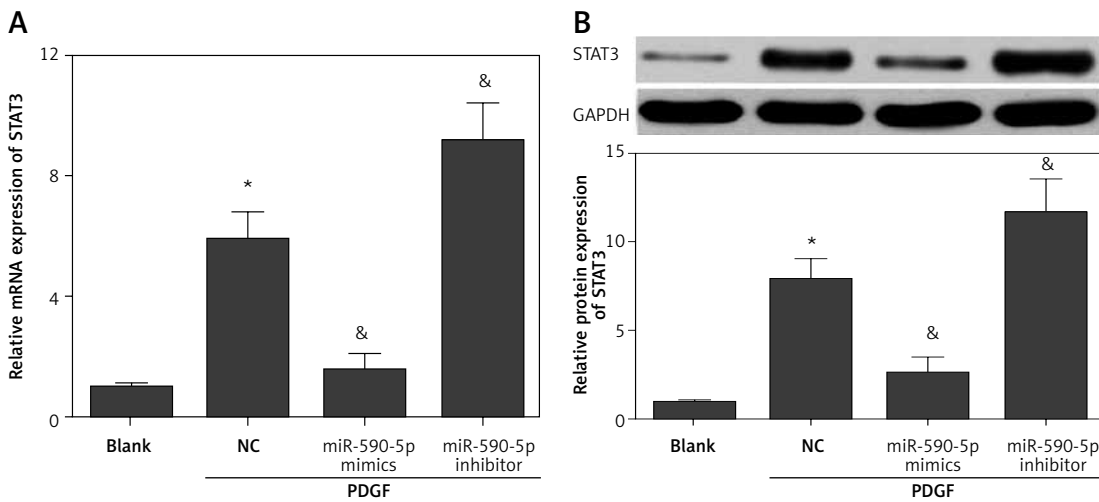 A
Relative mRNA expression of STAT3
12
8
4
0
*
&
&
Blank
NC
miR-590-5p
mimics
miR-590-5p
inhibitor
PDGF
B
STAT3
GAPDH
Relative protein expression
of STAT3
15
10
5
0
*
&
&
Blank
NC
miR-590-5p
mimics
miR-590-5p
inhibitor
PDGF